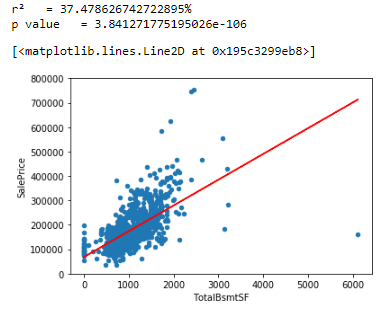 r² = 37.478626742722895%
p value = 3.841271775195026e-106
[<matplotlib.lines.Line2D at 0x195c3299eb8>]
800000
700000
600000
500000
400000
300000
200000
100000
0
SalePrice
0 1000 2000 3000 4000 5000 6000
TotalBsmtSF